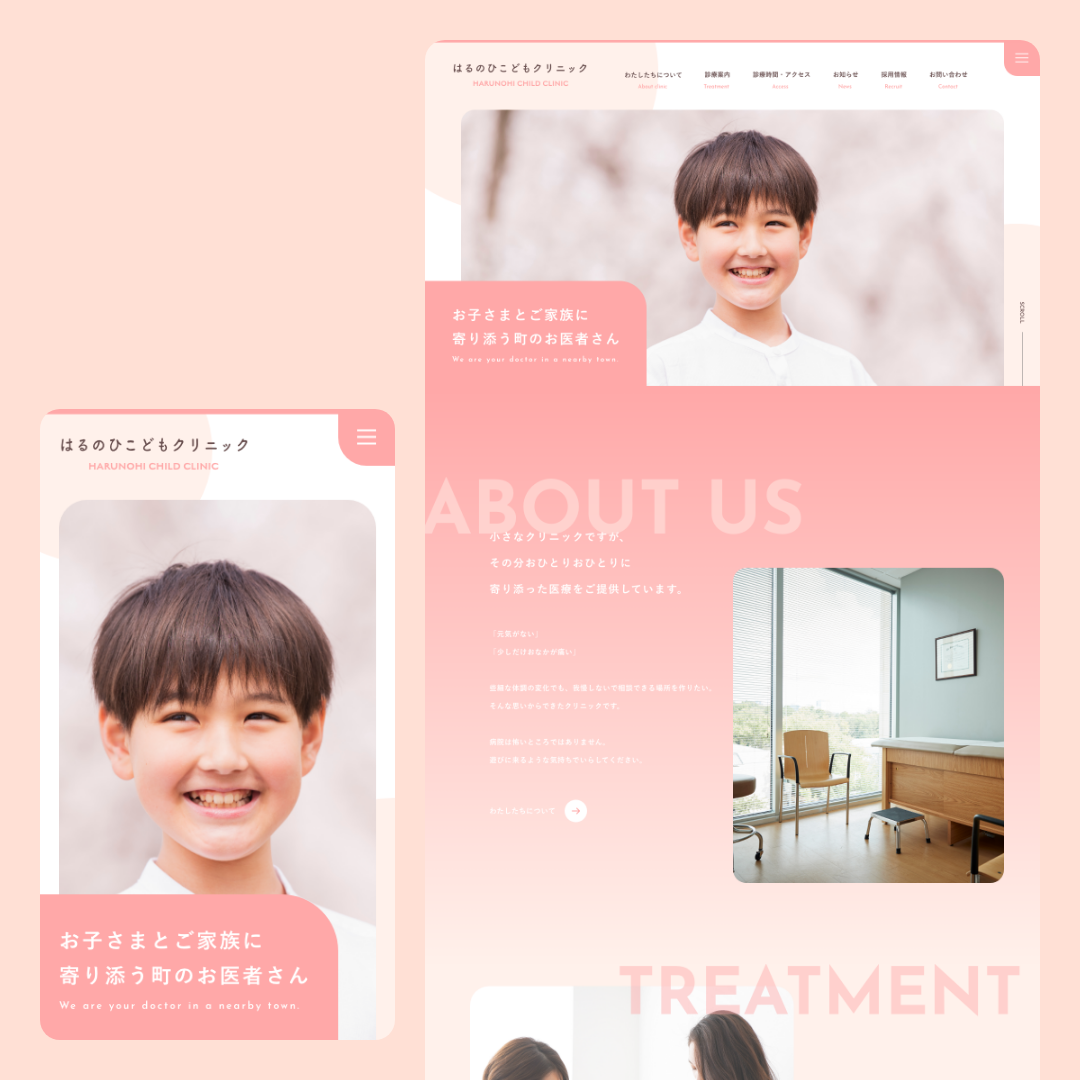 はるのひこどもクリニック
HARUNOHI CHILD CLINIC
わたしたちについて
About clinic
診療案内
Treatment
診療時間・アクセス
Access
お知らせ
News
採用情報
Recruit
お問い合わせ
Contact
お子さまとご家族に
寄り添う町のお医者さん
We are your doctor in a nearby town.
SCROLL
ABOUT US
小さなクリニックですが、
その分おひとりおひとりに
寄り添った医療をご提供しています。
「元気がない」
「少しだけおなかが痛い」
些細な体調の変化でも、我慢しないで相談できる場所を作りたい。
そんな思いからできたクリニックです。
病院は怖いところではありません。
遊びに来るような気持ちでいらしてください。
わたしたちについて
TREATMENT
はるのひこどもクリニック
HARUNOHI CHILD CLINIC
お子さまとご家族に
寄り添う町のお医者さん
We are your doctor in a nearby town.